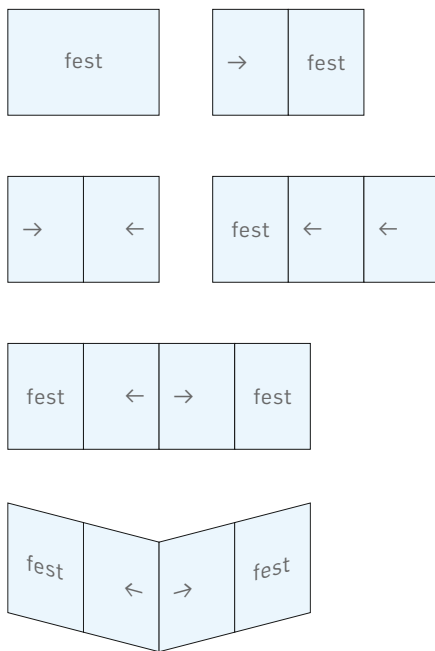 fest
→ fest
→ ←
fest ← ←
fest ← → fest
fest ← → fest